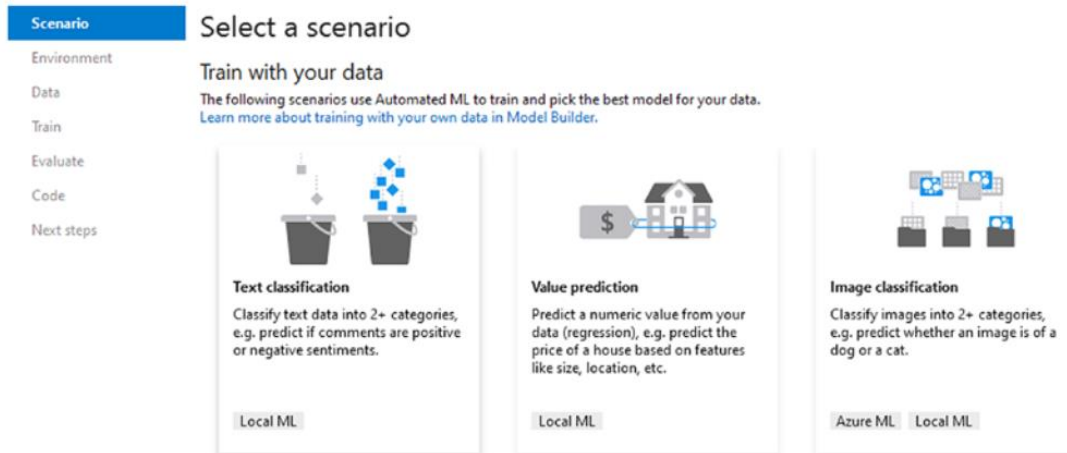 Scenario
Environment
Data
Train
Evaluate
Code
Next steps
Select a scenario
Train with your data
The following scenarios use Automated ML to train and pick the best model for your data.
Learn more about training with your own data in Model Builder.
$
Text classification
Classify text data into 2+ categories,
e.g. predict if comments are positive
or negative sentiments.
Local ML
Value prediction
Predict a numeric value from your
data (regression), e.g. predict the
price of a house based on features
like size, location, etc.
Local ML
Image classification
Classify images into 2+ categories,
e.g. predict whether an image is of a
dog or a cat.
Azure ML Local ML